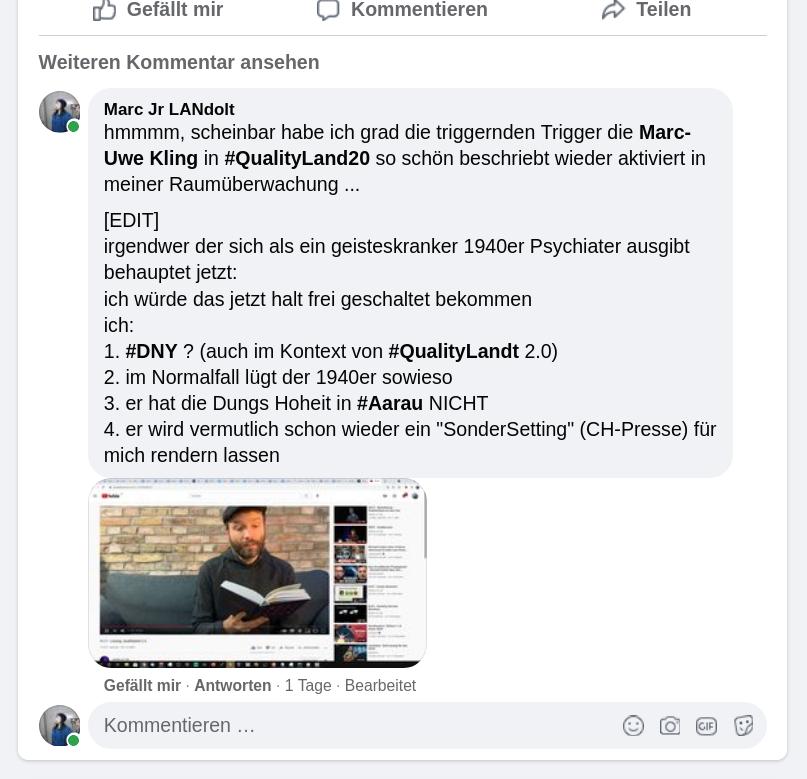 Gefällt mir
Kommentieren
Teilen
Weiteren Kommentar ansehen
Marc Jr LANdolt
hmmmm, scheinbar habe ich grad die triggernden Trigger die Marc-
Uwe Kling in #QualityLand20 so schön beschriebt wieder aktiviert in
meiner Raumüberwachung ...
[EDIT]
irgendwer der sich als ein geisteskranker 1940er Psychiater ausgibt
behauptet jetzt:
ich würde das jetzt halt frei geschaltet bekommen
ich:
1. #DNY ? (auch im Kontext von #QualityLandt 2.0)
2. im Normalfall lügt der 1940er sowieso
3. er hat die Dungs Hoheit in #Aarau NICHT
4. er wird vermutlich schon wieder ein "SonderSetting" (CH-Presse) für
mich rendern lassen
Gefällt mir · Antworten · 1 Tage · Bearbeitet
Kommentieren …
GIF